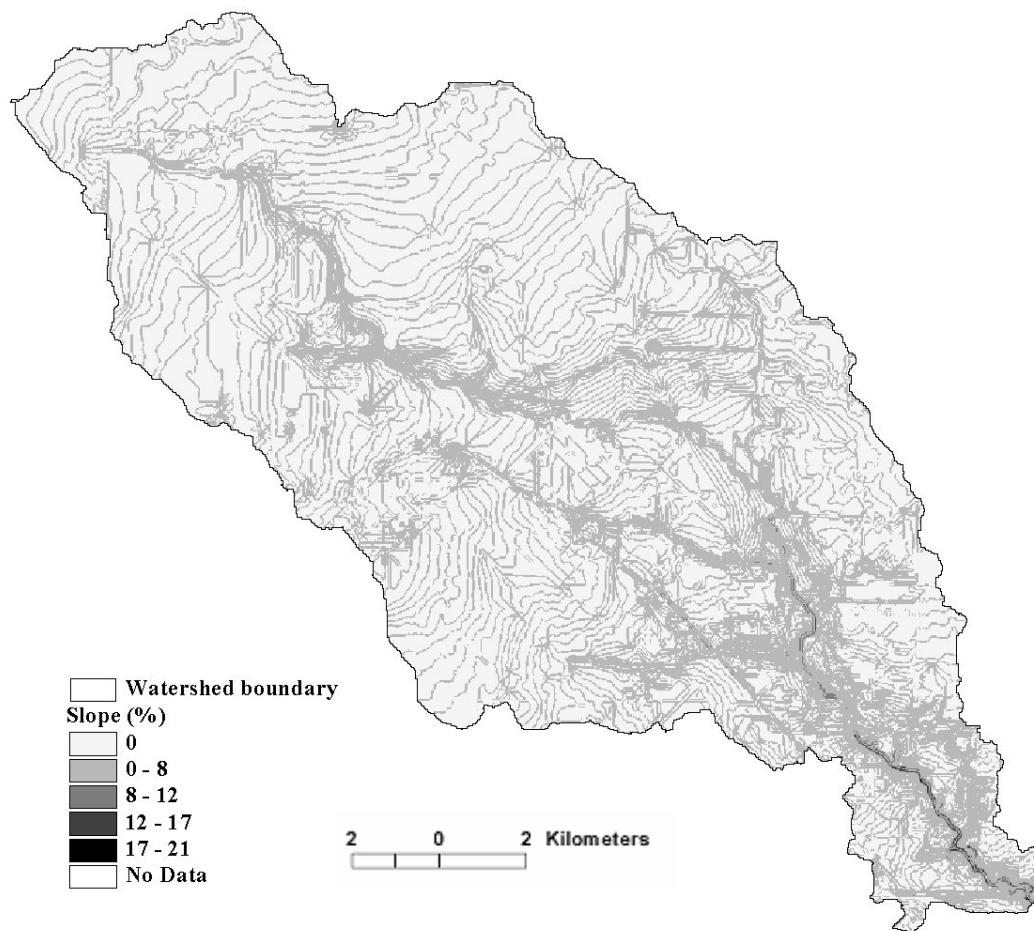 Watershed boundary
Slope (%)
0
0 - 8
8 - 12
12 - 17
17 - 21
No Data
2 0 2 Kilometers